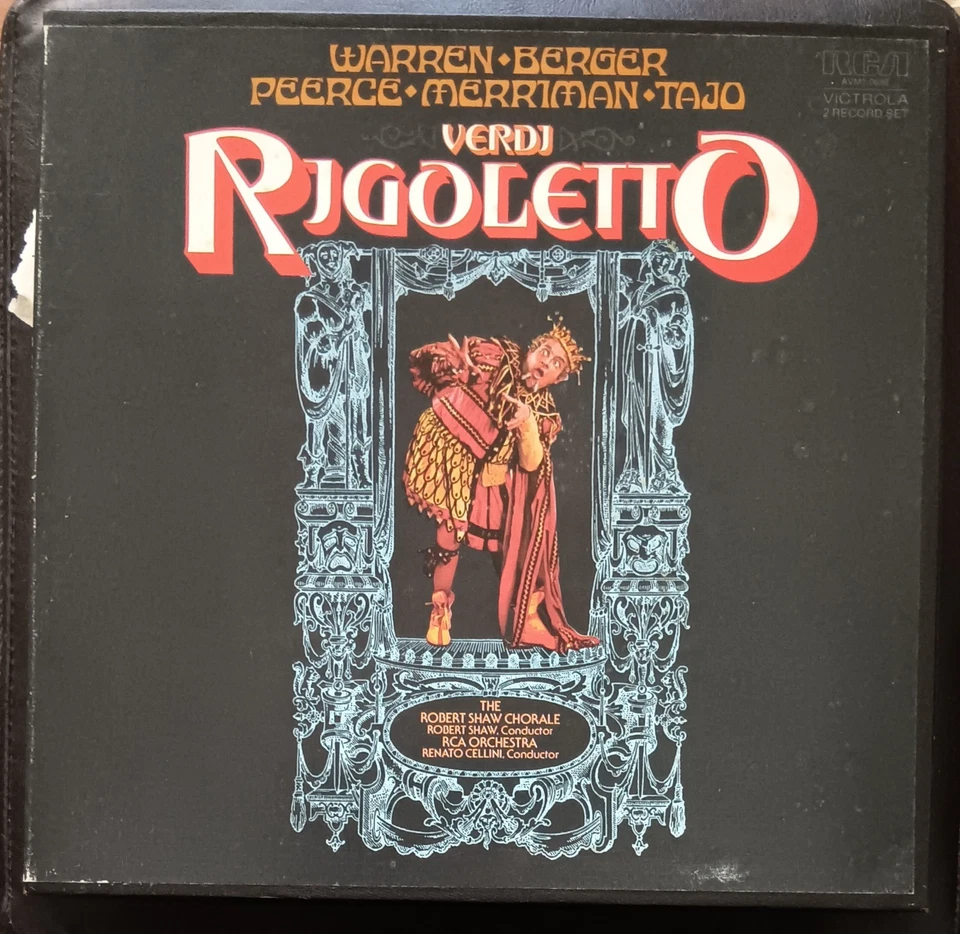 WARREN • BERGER
PEERCE • MERRIMAN • TAJO
RCA
VICTROLA
2 RECORD SET
VERDI
RIGOLETTO
THE
ROBERT SHAW CHORALE
ROBERT SHAW, Conductor
RCA ORCHESTRA
RENATO CELLINI, Conductor